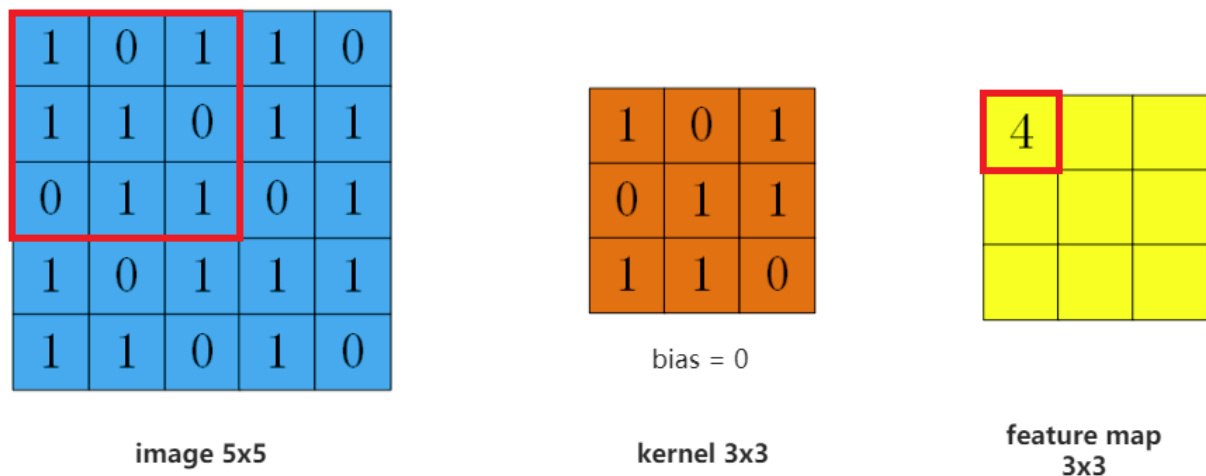 1 0 1 1 0
1 1 0 1 1
0 1 1 0 1
1 0 1 1 1
1 1 0 1 0
image 5x5
1 0 1
0 1 1
1 1 0
bias = 0
kernel 3x3
4
feature map
3x3